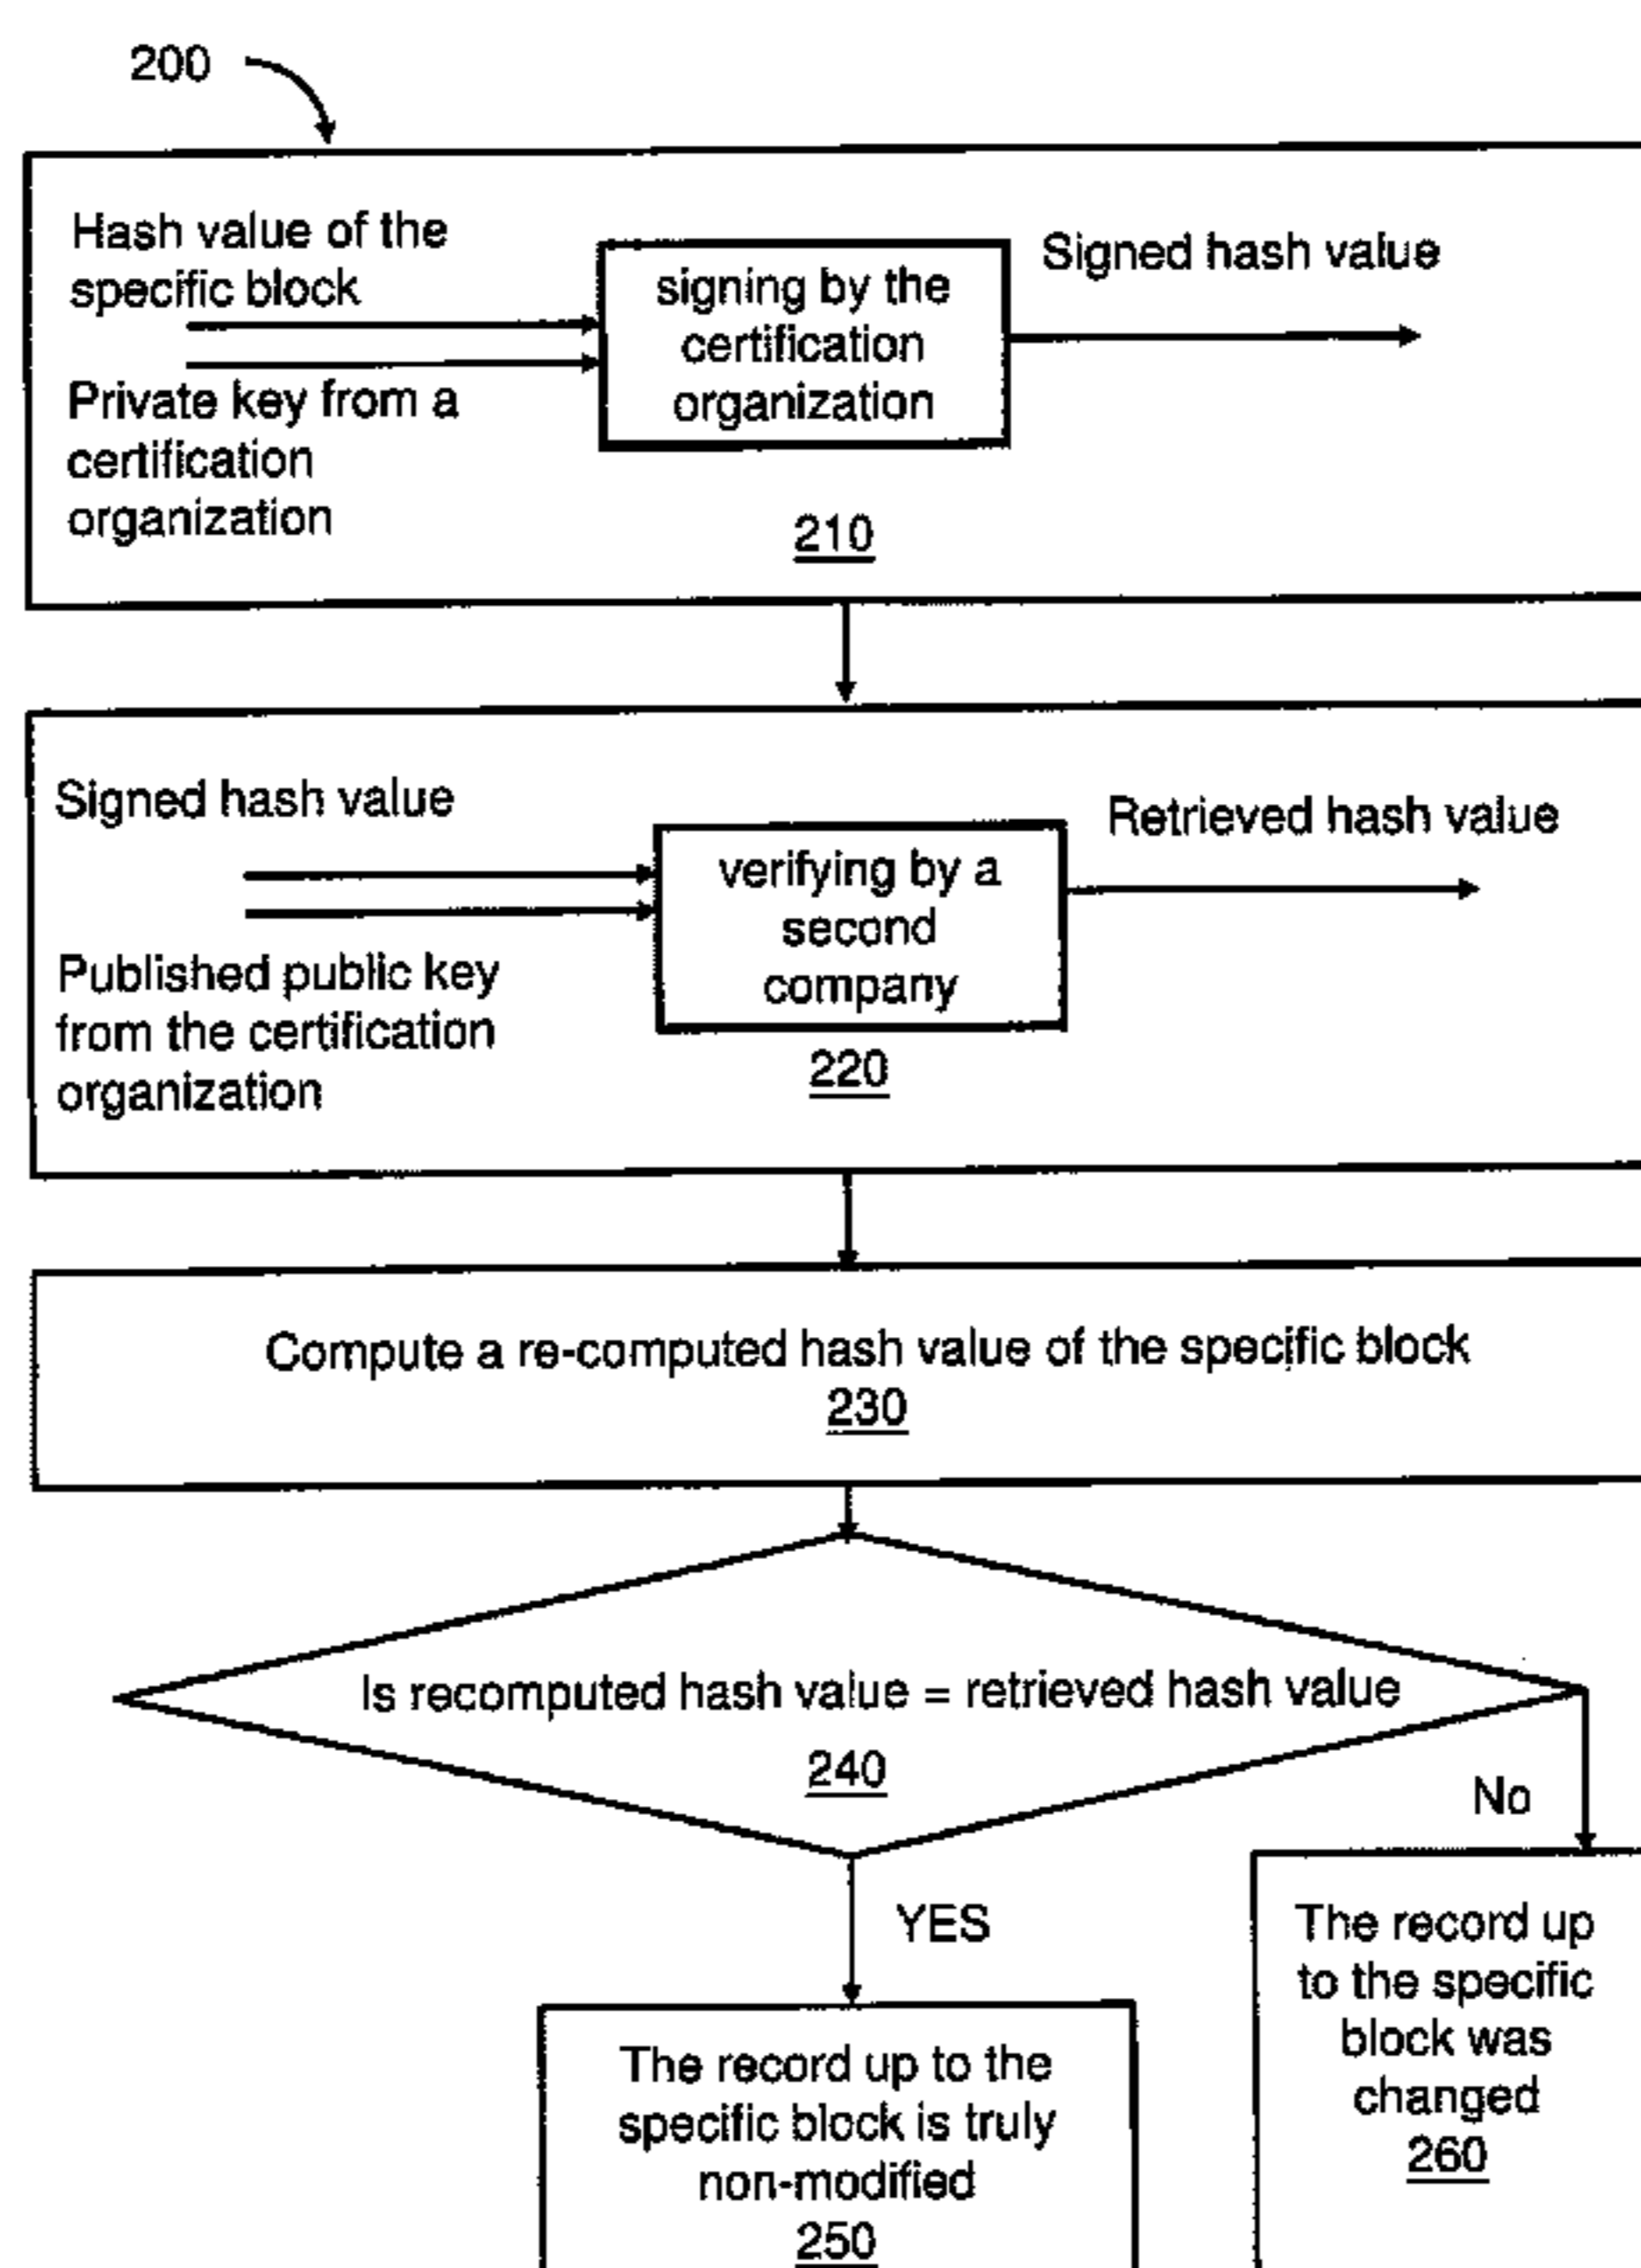 200
Hash value of the
specific block
Private key from a
certification
organization
signing by the
certification
organization
Signed hash value
210
Signed hash value
Published public key
from the certification
organization
verifying by a
second
company
220
Retrieved hash value
Compute a re-computed hash value of the specific block
230
Is recomputed hash value = retrieved hash value
240
No
YES
The record up
to the specific
block was
changed
260
The record up to the
specific block is truly
non-modified
250